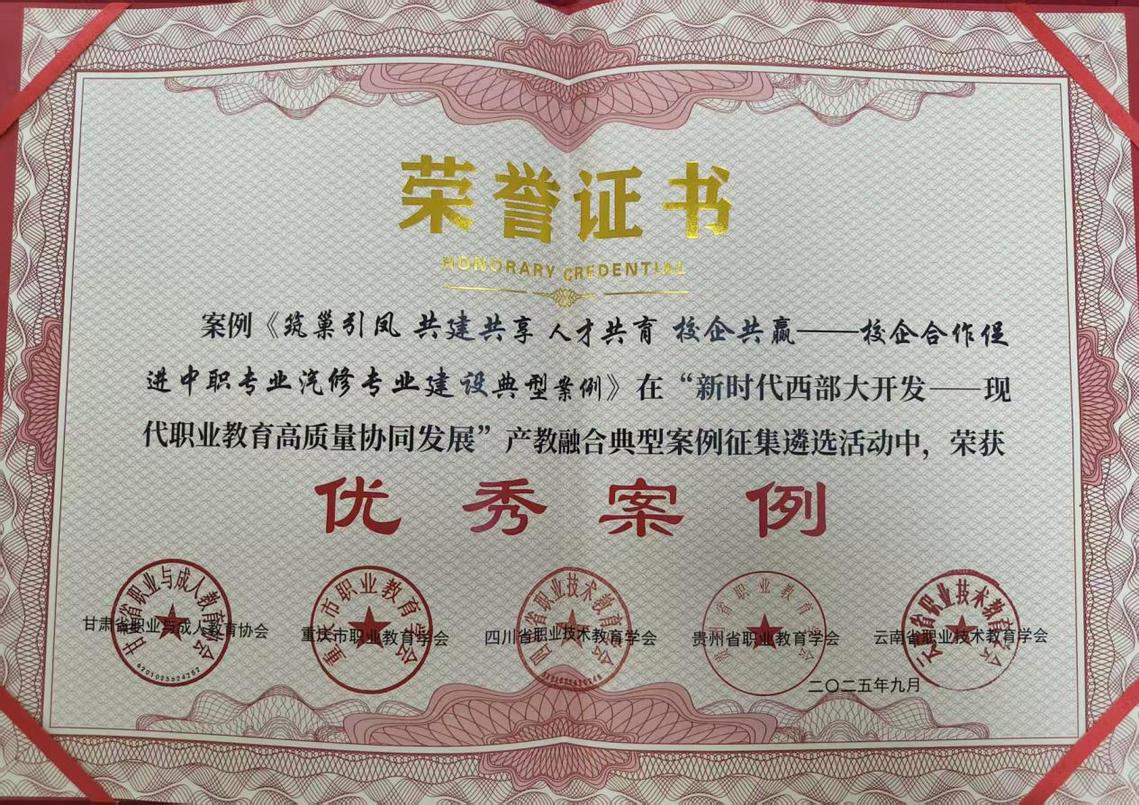 荣誉证书
HONORARY CREDENTIAL
案例《筑巢引凤 共建共享 人才共育 校企共赢——校企合作促
进中职专业汽修专业建设典型案例》在“新时代西部大开发——现
代职业教育高质量协同发展”产教融合典型案例征集遴选活动中，荣获
优秀案例
甘肃省职业与成人教育协会
重庆市职业教育学会
四川省职业技术教育学会
贵州省职业教育学会
云南省职业技术教育学会
二〇二五年九月